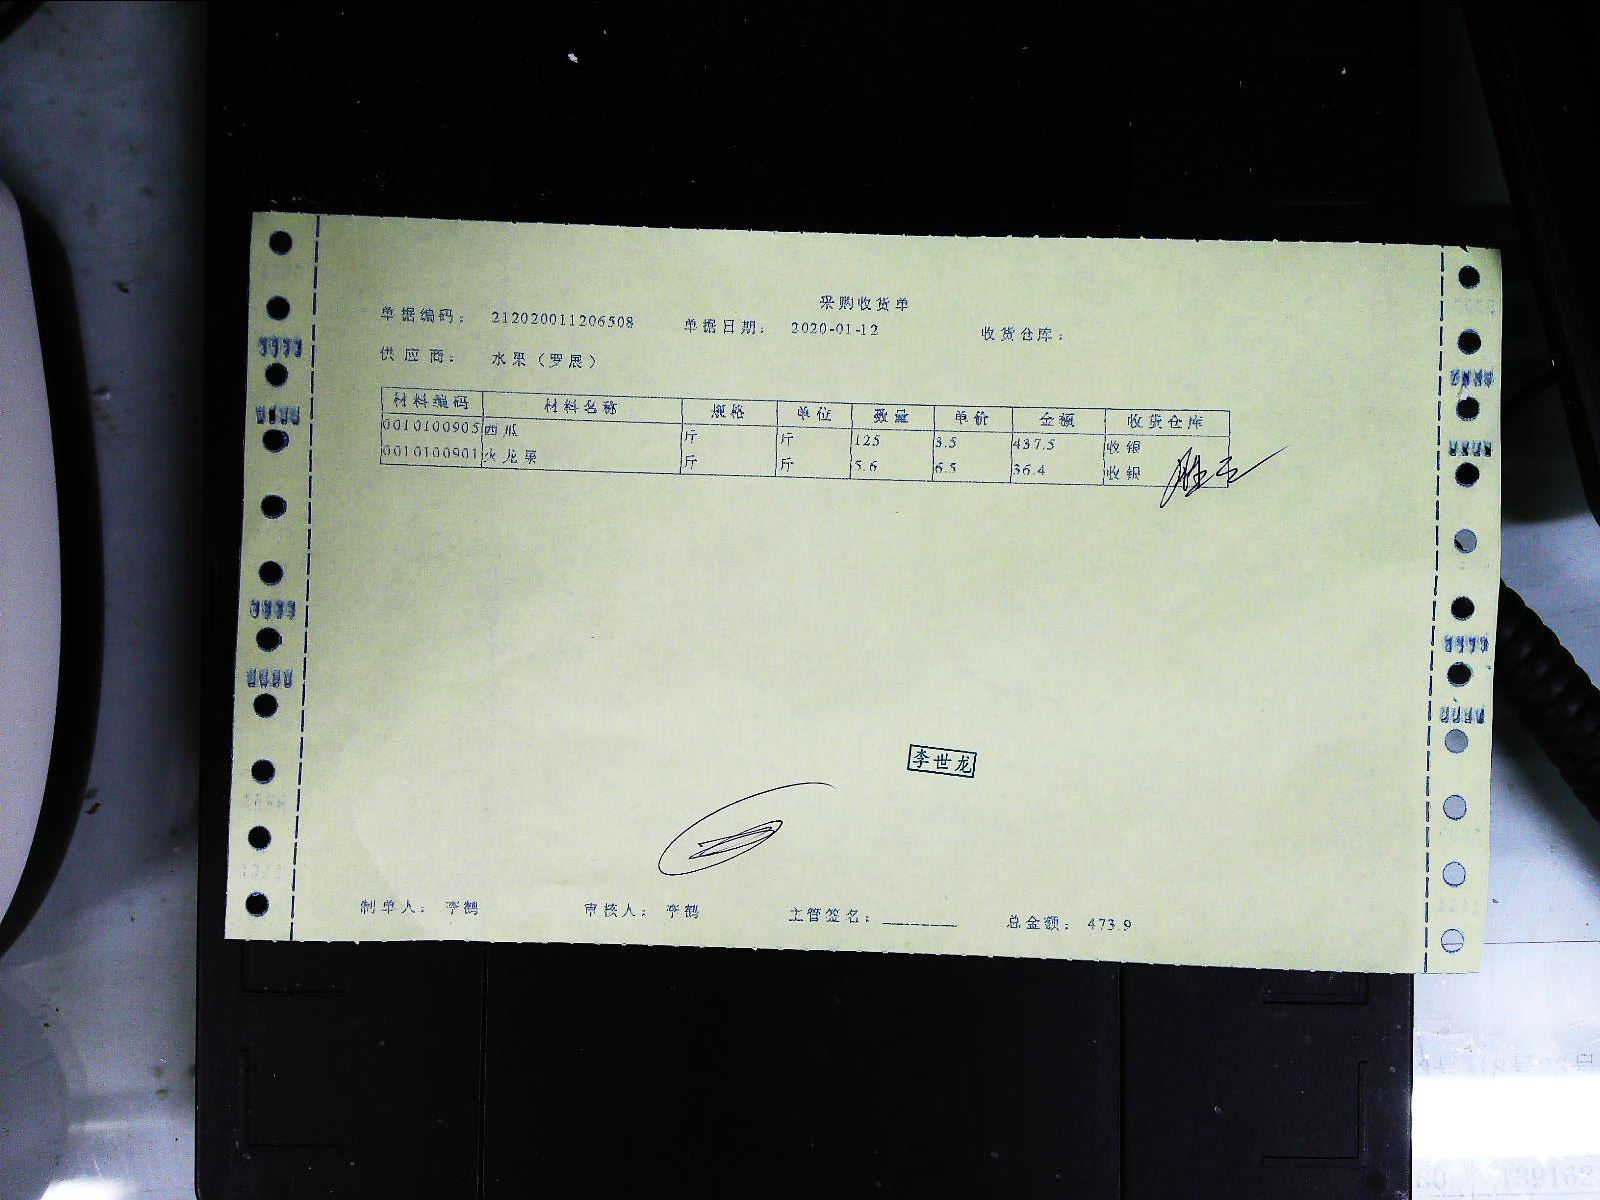 采购收货单
单据编码： 212020011206508 单据日期： 2020-01-12 收货仓库：
供应商： 水果（罗展）
材料编码 材料名称 规格 单位 数量 单价 金额 收货仓库
0010100905 西瓜 斤 斤 125 3.5 437.5 收银
0010100901 火龙果 斤 斤 5.6 6.5 36.4 收银
李世龙
制单人： 李鹤 审核人： 李鹤 主管签名：________ 总金额： 473.9